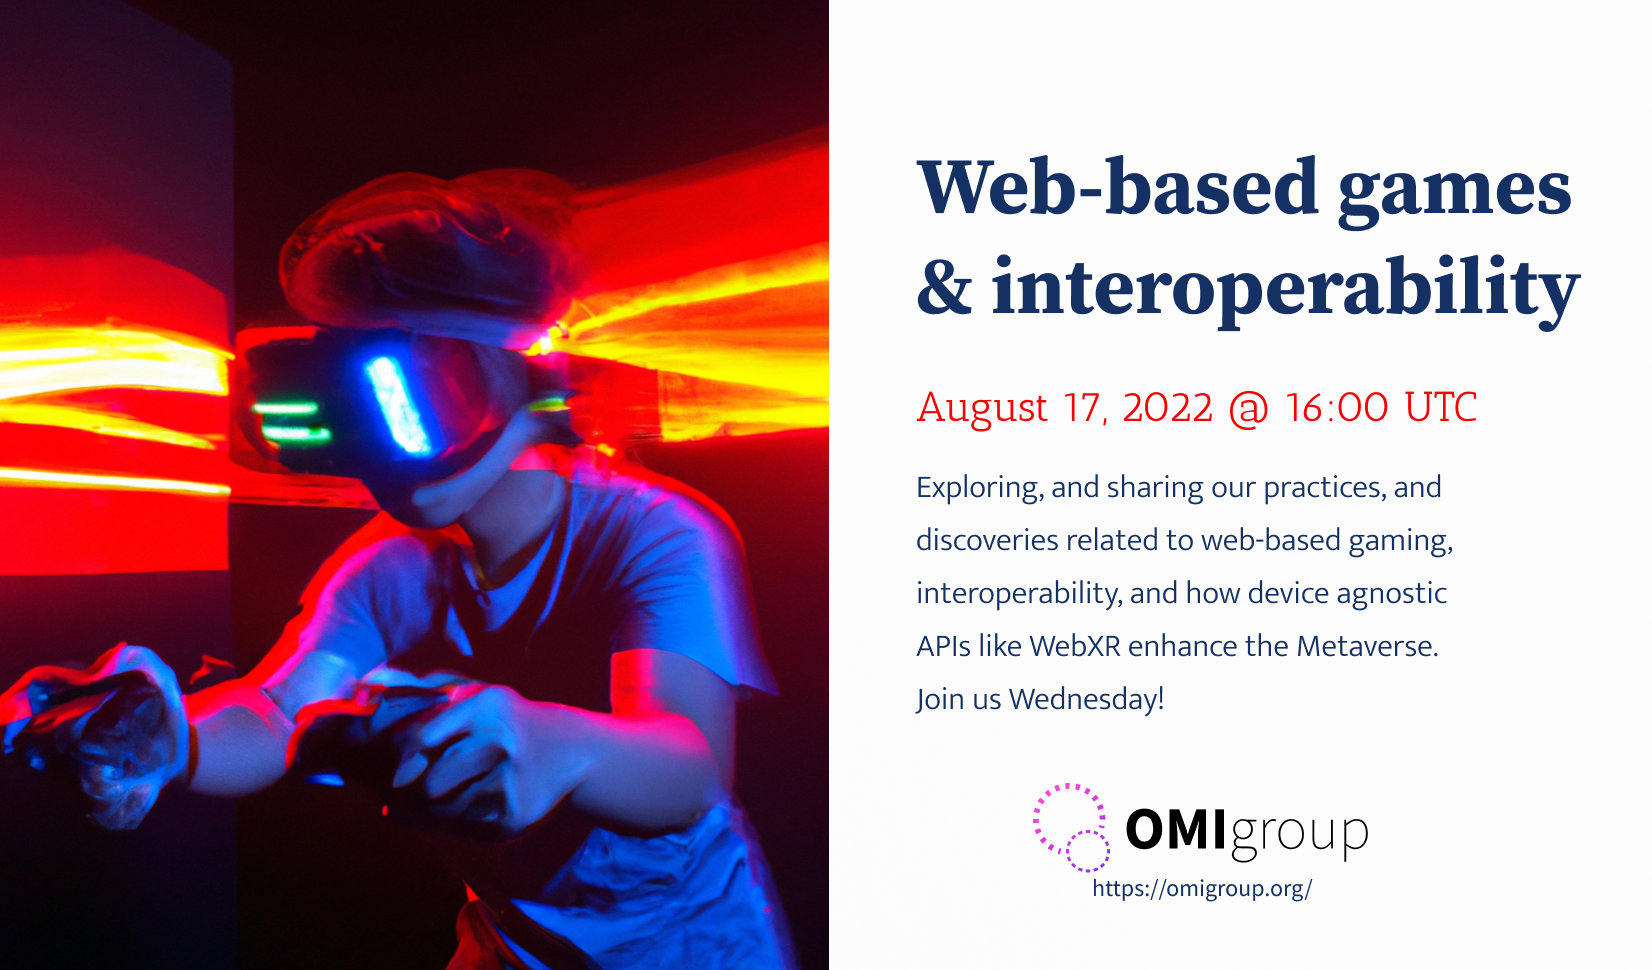 Web-based games
& interoperability
August 17, 2022 @ 16:00 UTC
Exploring, and sharing our practices, and
discoveries related to web-based gaming,
interoperability, and how device agnostic
APIs like WebXR enhance the Metaverse.
Join us Wednesday!
OMIgroup
https://omigroup.org/